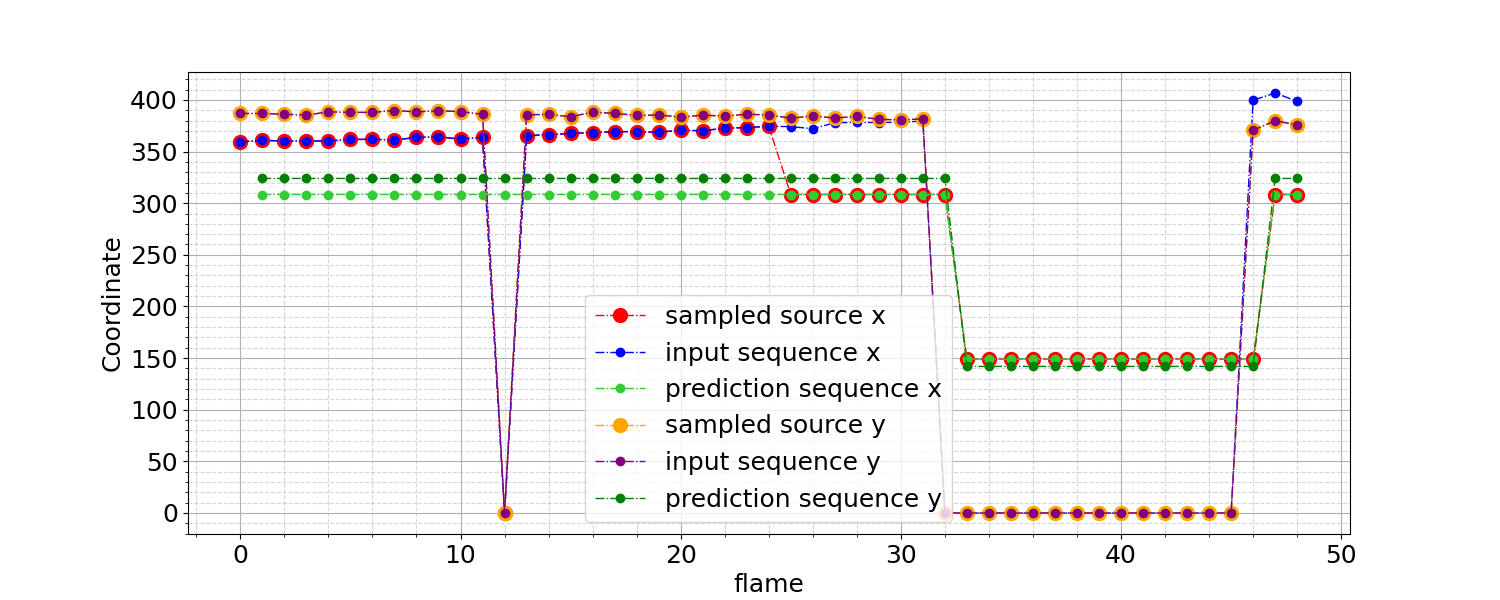 400
350
300
250
200
150
100
50
0
Coordinate
sampled source x
input sequence x
prediction sequence x
sampled source y
input sequence y
prediction sequence y
0 10 20 30 40 50
flame